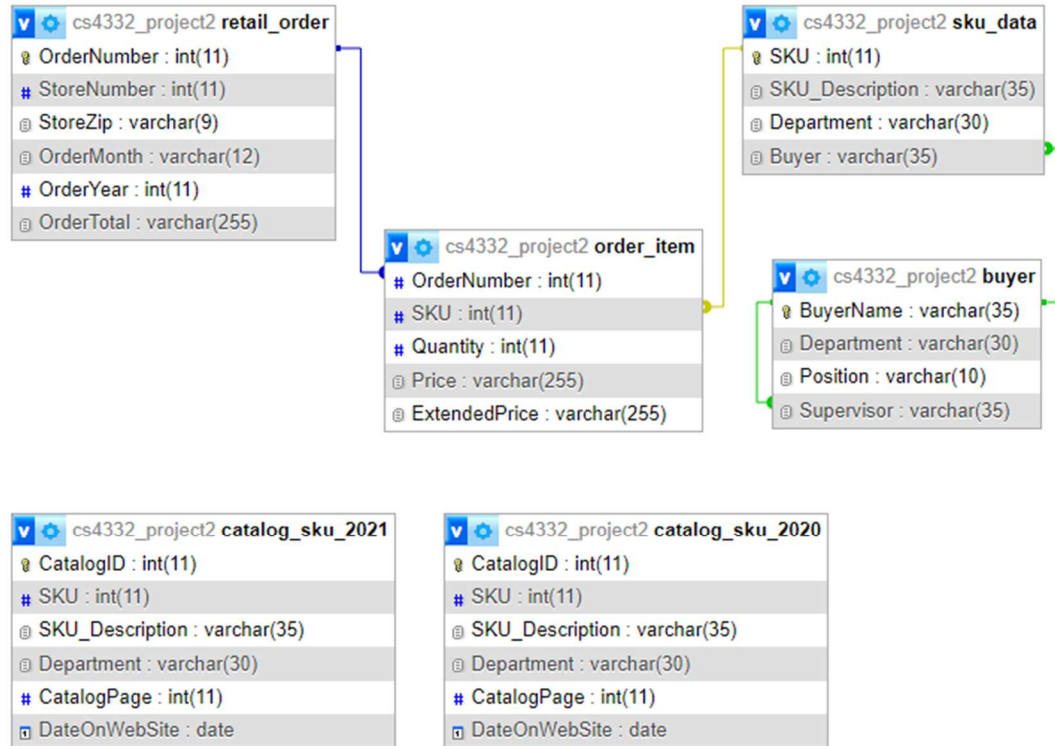 v cs4332_project2 retail_order
OrderNumber : int(11)
# StoreNumber : int(11)
StoreZip : varchar(9)
OrderMonth : varchar(12)
# OrderYear : int(11)
OrderTotal : varchar(255)
v cs4332_project2 sku_data
SKU : int(11)
SKU_Description : varchar(35)
Department : varchar(30)
Buyer : varchar(35)
v cs4332_project2 order_item
# OrderNumber : int(11)
# SKU : int(11)
# Quantity : int(11)
Price : varchar(255)
ExtendedPrice : varchar(255)
v cs4332_project2 buyer
BuyerName : varchar(35)
Department : varchar(30)
Position : varchar(10)
Supervisor : varchar(35)
v cs4332_project2 catalog_sku_2021
CatalogID : int(11)
# SKU : int(11)
SKU_Description : varchar(35)
Department : varchar(30)
# CatalogPage : int(11)
DateOnWebSite : date
v cs4332_project2 catalog_sku_2020
CatalogID : int(11)
# SKU : int(11)
SKU_Description : varchar(35)
Department : varchar(30)
# CatalogPage : int(11)
DateOnWebSite : date